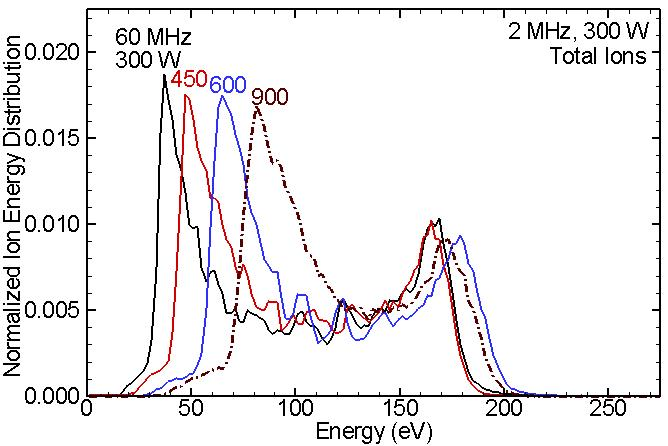 60 MHz
300 W
450
600
900
2 MHz, 300 W
Total Ions
Normalized Ion Energy Distribution
0.020
0.015
0.010
0.005
0.000
0
50
100
150
200
250
Energy (eV)